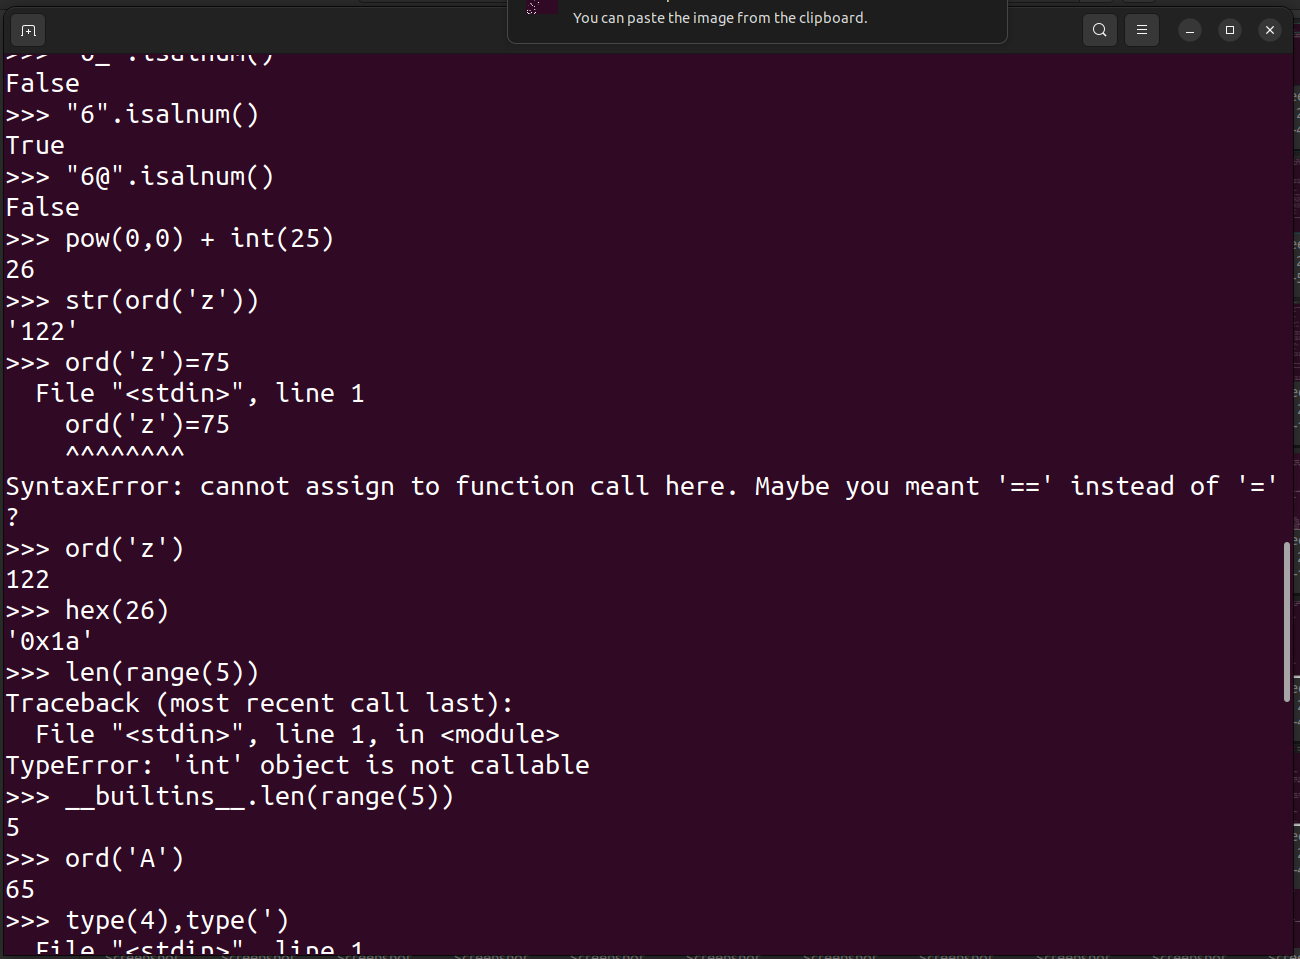 You can paste the image from the clipboard.
False
>>> "6".isalnum()
True
>>> "6@".isalnum()
False
>>> pow(0,0) + int(25)
26
>>> str(ord('z'))
'122'
>>> ord('z')=75
  File "<stdin>", line 1
    ord('z')=75
    ^^^^^^^^
SyntaxError: cannot assign to function call here. Maybe you meant '==' instead of '='
?
>>> ord('z')
122
>>> hex(26)
'0x1a'
>>> len(range(5))
Traceback (most recent call last):
  File "<stdin>", line 1, in <module>
TypeError: 'int' object is not callable
>>> __builtins__.len(range(5))
5
>>> ord('A')
65
>>> type(4),type(')
  File "<stdin>", line 1